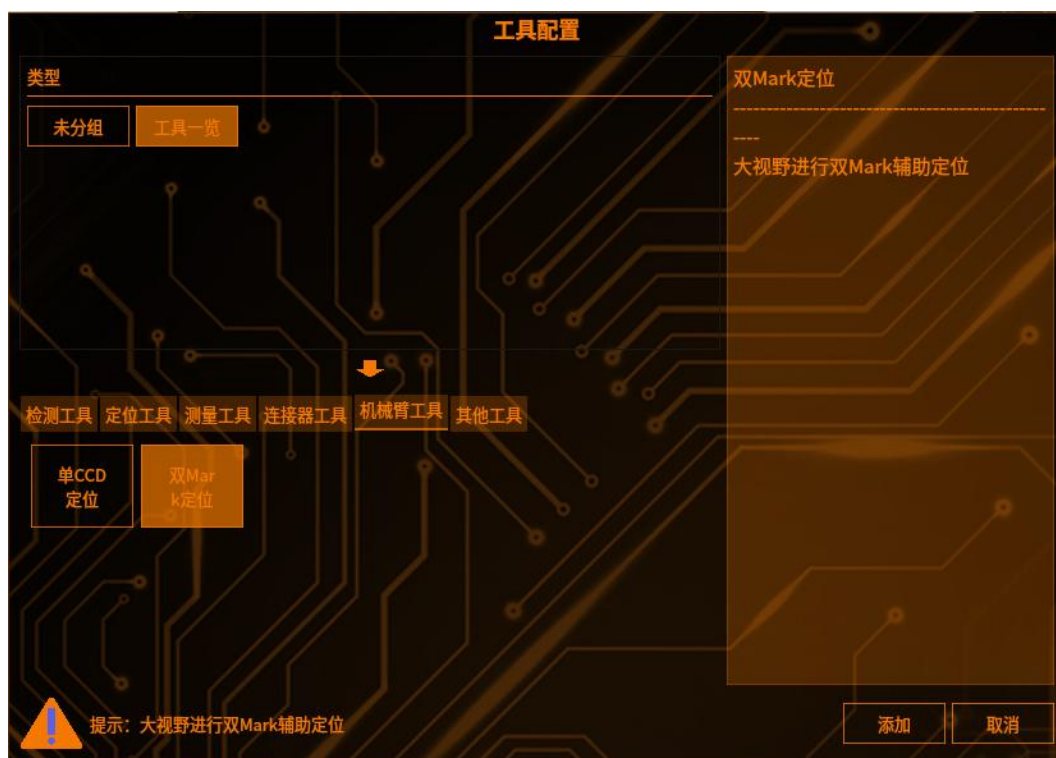 工具配置
类型
未分组
工具一览
检测工具
定位工具
测量工具
连接器工具
机械臂工具
其他工具
单CCD
定位
双Mar
k定位
双Mark定位
-----------------------------------------------
----
大视野进行双Mark辅助定位
提示：大视野进行双Mark辅助定位
添加
取消